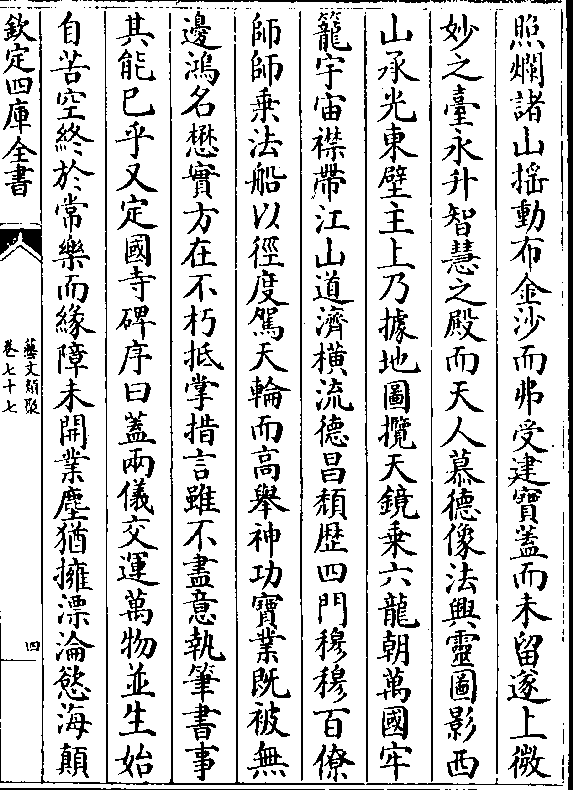 照爛諸山揺動布金沙而弗受建寶蓋而未留遂上微
妙之臺永升智慧之殿而天人慕德像法興靈圖影西
山承光東壁主上乃據地圖攬天鏡乗六龍朝萬國牢
籠宇宙襟帶江山道濟横流德昌頽歴四門穆穆百僚
師師乗法船以徑度駕天輪而高舉神功寶業既被無
邊鴻名懋實方在不朽抵掌措言雖不盡意執筆書事
其能已乎又定國寺碑序曰蓋兩儀交運萬物並生始
自苦空終於常樂而緣障未開業塵猶擁漂淪慾海顛
欽定四庫全書
藝文類聚
卷七十七
四